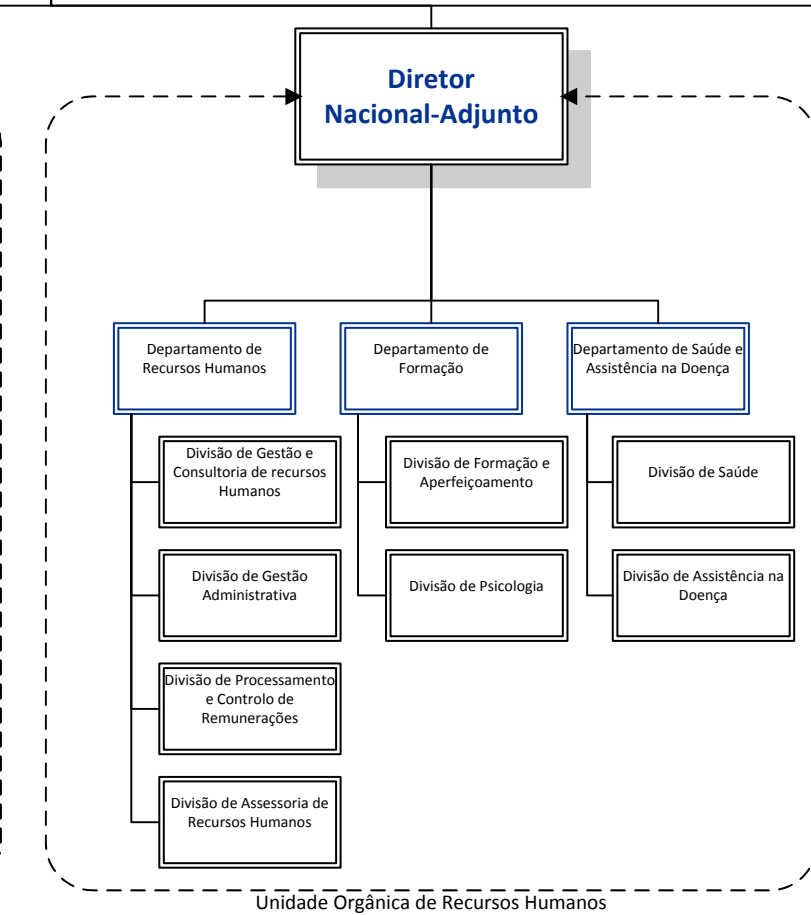 Diretor
Nacional-Adjunto
Departamento de
Recursos Humanos
Departamento de
Formação
Departamento de Saúde e
Assistência na Doença
Divisão de Gestão e
Consultoria de recursos
Humanos
Divisão de Formação e
Aperfeiçoamento
Divisão de Saúde
Divisão de Gestão
Administrativa
Divisão de Psicologia
Divisão de Assistência na
Doença
Divisão de Processamento
e Controlo de
Remunerações
Divisão de Assessoria de
Recursos Humanos
Unidade Orgânica de Recursos Humanos